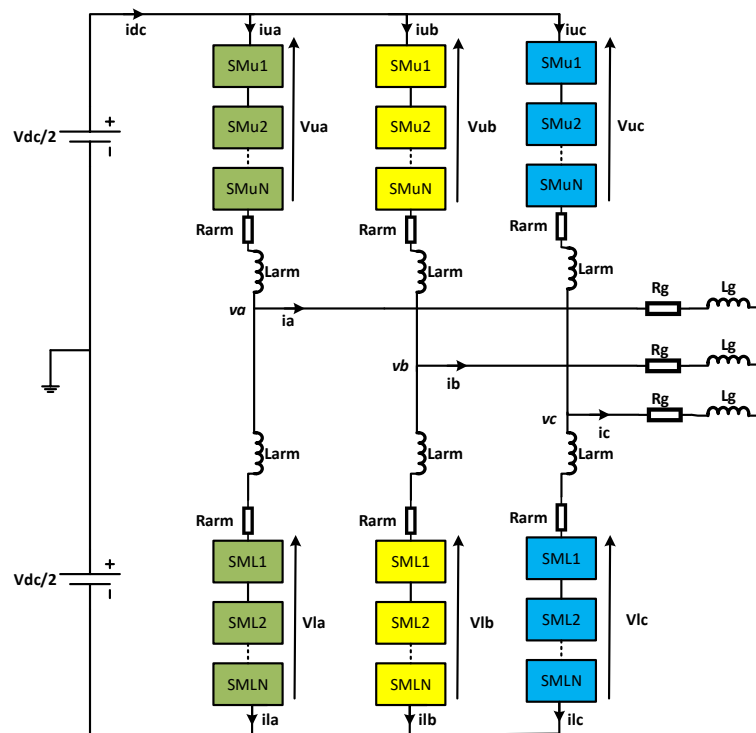 idc iua iub iuc
SMu1 SMu1 SMu1
Vdc/2 + SMu2 Vua SMu2 Vub SMu2 Vuc
SMuN SMuN SMuN
Rarm Rarm Rarm
Larm Larm Larm
va ia Rg Lg
vb ib Rg Lg
vc ic Rg Lg
Larm Larm Larm
Rarm Rarm Rarm
SML1 SML1 SML1
Vdc/2 + SML2 Vla SML2 Vlb SML2 Vlc
SMLN SMLN SMLN
ila ilb ilc